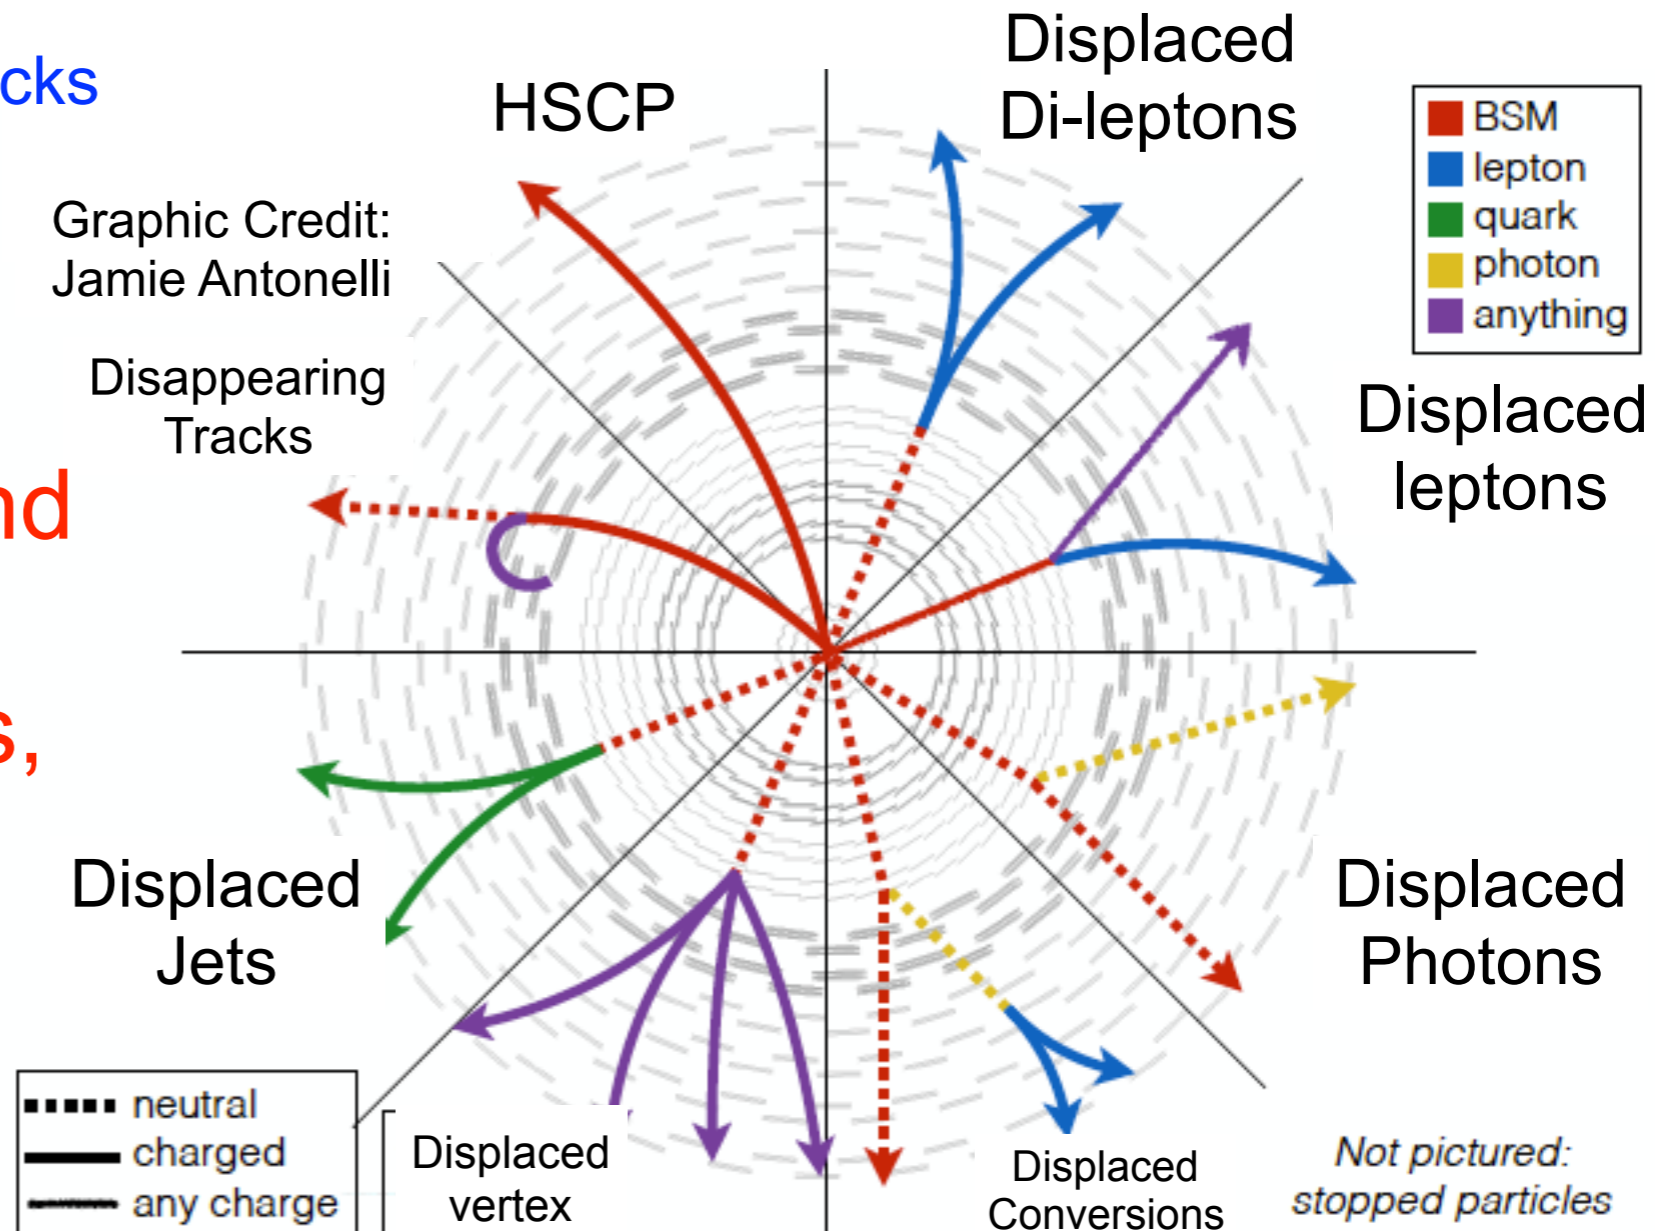 cks
HSCP
Displaced
Di-leptons
BSM
lepton
quark
photon
anything
Graphic Credit:
Jamie Antonelli
Disappearing
Tracks
Displaced
leptons
nd
s,
Displaced
Jets
Displaced
Photons
neutral
charged
any charge
Displaced
vertex
Displaced
Conversions
Not pictured:
stopped particles